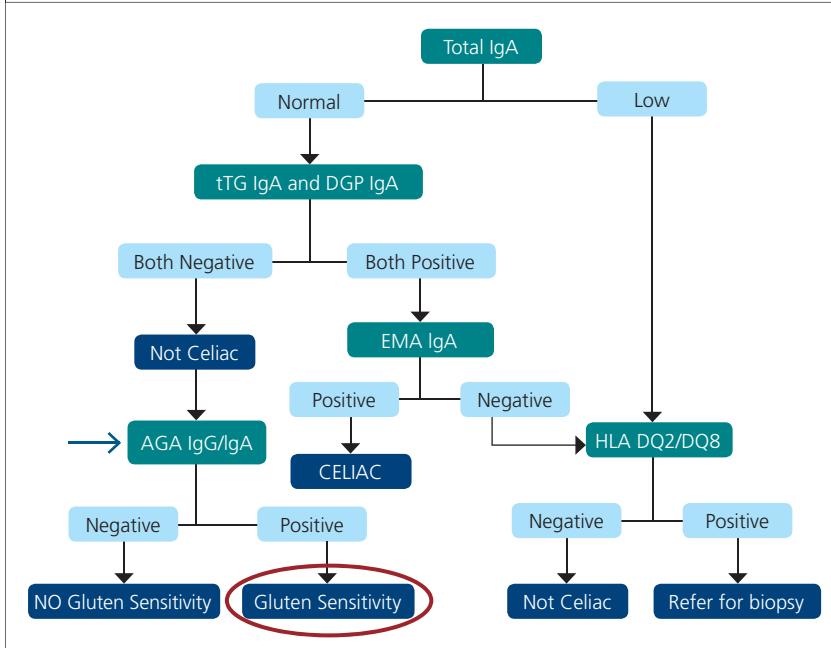 Total IgA
Normal
Low
tTG IgA and DGP IgA
Both Negative
Both Positive
Not Celiac
EMA IgA
Positive
Negative
AGA IgG/IgA
HLA DQ2/DQ8
CELIAC
Negative
Positive
Negative
Positive
NO Gluten Sensitivity
Gluten Sensitivity
Not Celiac
Refer for biopsy